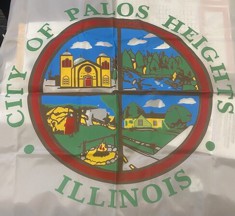 CITY OF PALOS HEIGHTS
ILLINOIS